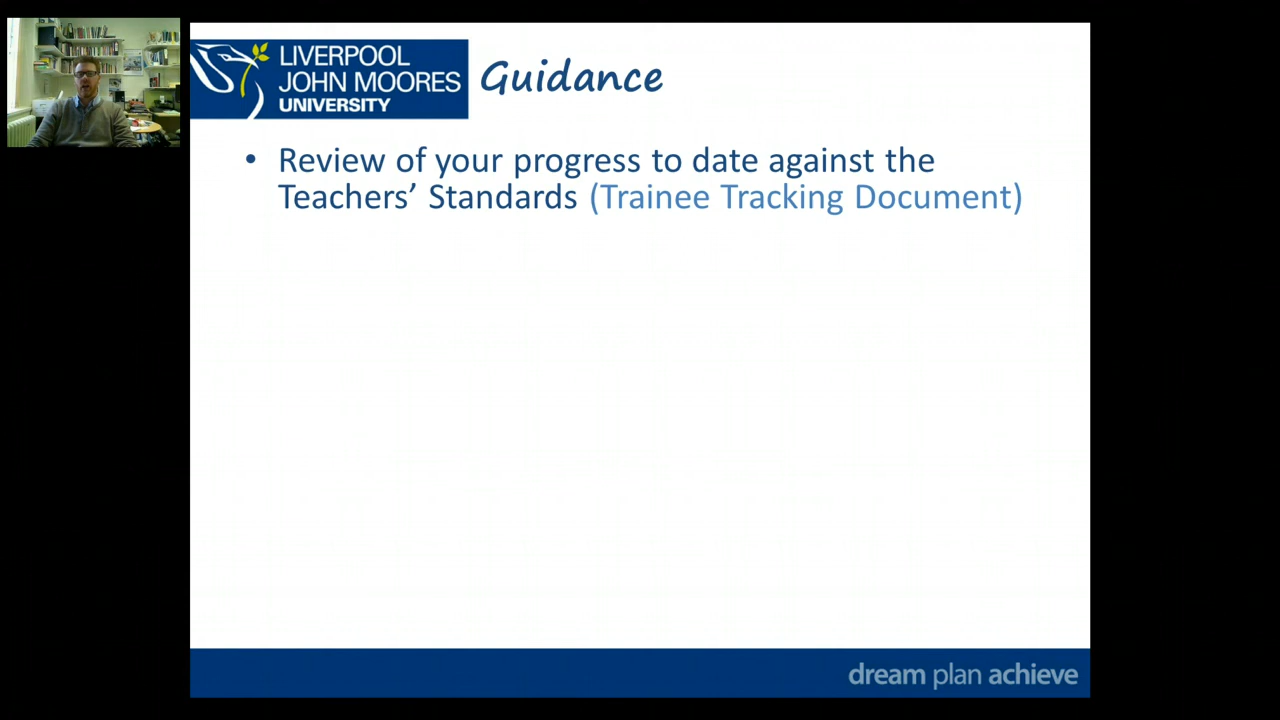 LIVERPOOL
JOHN MOORES
UNIVERSITY
Guidance
• Review of your progress to date against the
Teachers’ Standards (Trainee Tracking Document)
dream plan achieve